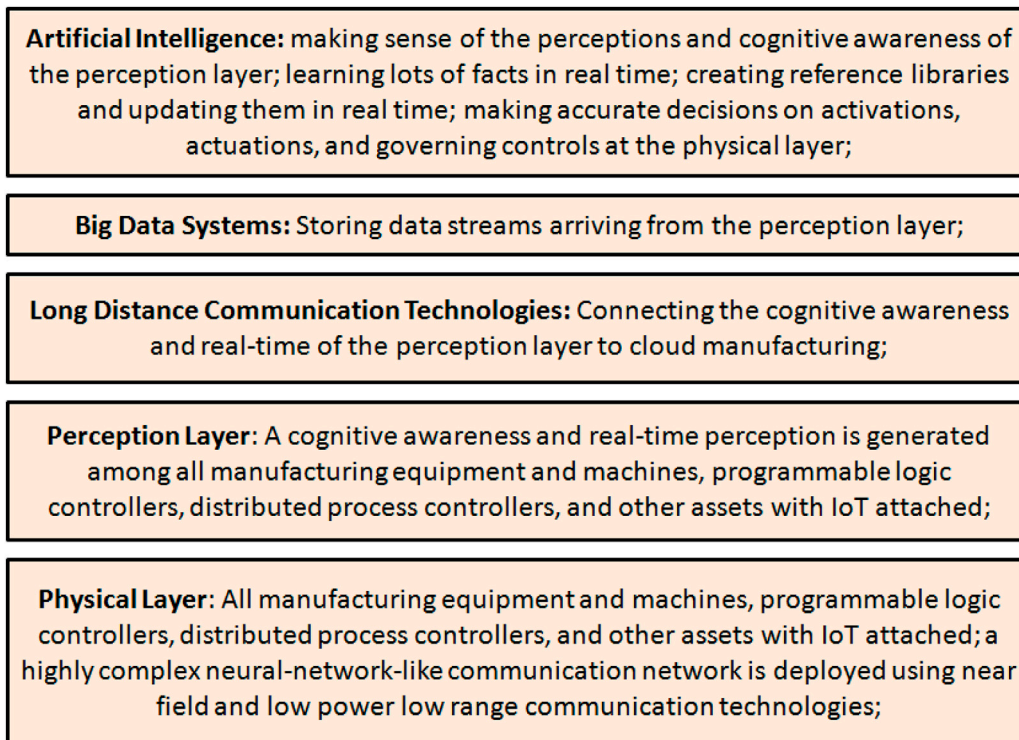 Artificial Intelligence: making sense of the perceptions and cognitive awareness of
the perception layer; learning lots of facts in real time; creating reference libraries
and updating them in real time; making accurate decisions on activations,
actuations, and governing controls at the physical layer;
Big Data Systems: Storing data streams arriving from the perception layer;
Long Distance Communication Technologies: Connecting the cognitive awareness
and real-time of the perception layer to cloud manufacturing;
Perception Layer: A cognitive awareness and real-time perception is generated
among all manufacturing equipment and machines, programmable logic
controllers, distributed process controllers, and other assets with IoT attached;
Physical Layer: All manufacturing equipment and machines, programmable logic
controllers, distributed process controllers, and other assets with IoT attached; a
highly complex neural-network-like communication network is deployed using near
field and low power low range communication technologies;